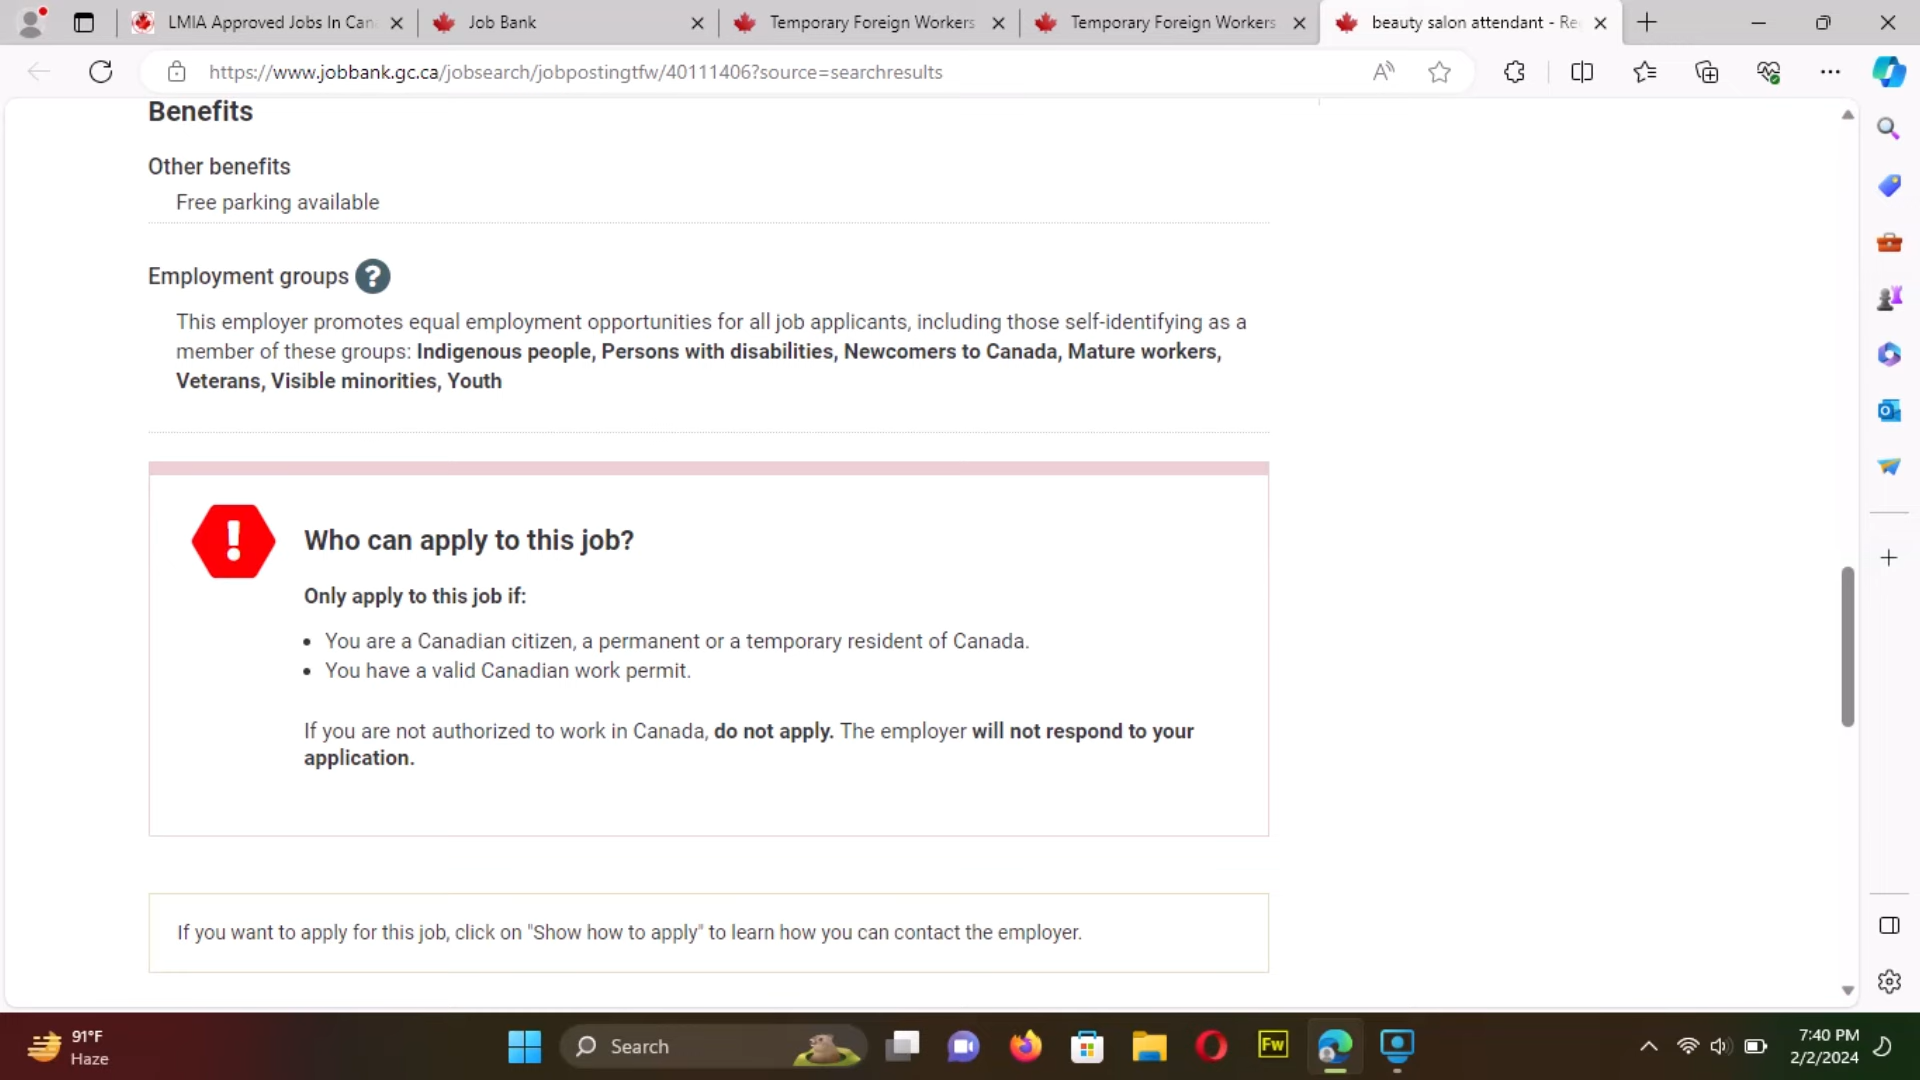 LMIA Approved Jobs In Can
Job Bank
Temporary Foreign Workers
Temporary Foreign Workers
beauty salon attendant - Re
https://www.jobbank.gc.ca/jobsearch/jobpostingtfw/40111406?source=searchresults
Benefits
Other benefits
Free parking available
Employment groups ?
This employer promotes equal employment opportunities for all job applicants, including those self-identifying as a
member of these groups: Indigenous people, Persons with disabilities, Newcomers to Canada, Mature workers,
Veterans, Visible minorities, Youth
! Who can apply to this job?
Only apply to this job if:
• You are a Canadian citizen, a permanent or a temporary resident of Canada.
• You have a valid Canadian work permit.
If you are not authorized to work in Canada, do not apply. The employer will not respond to your
application.
If you want to apply for this job, click on "Show how to apply" to learn how you can contact the employer.
91°F
Haze
Search
Fw
7:40 PM
2/2/2024